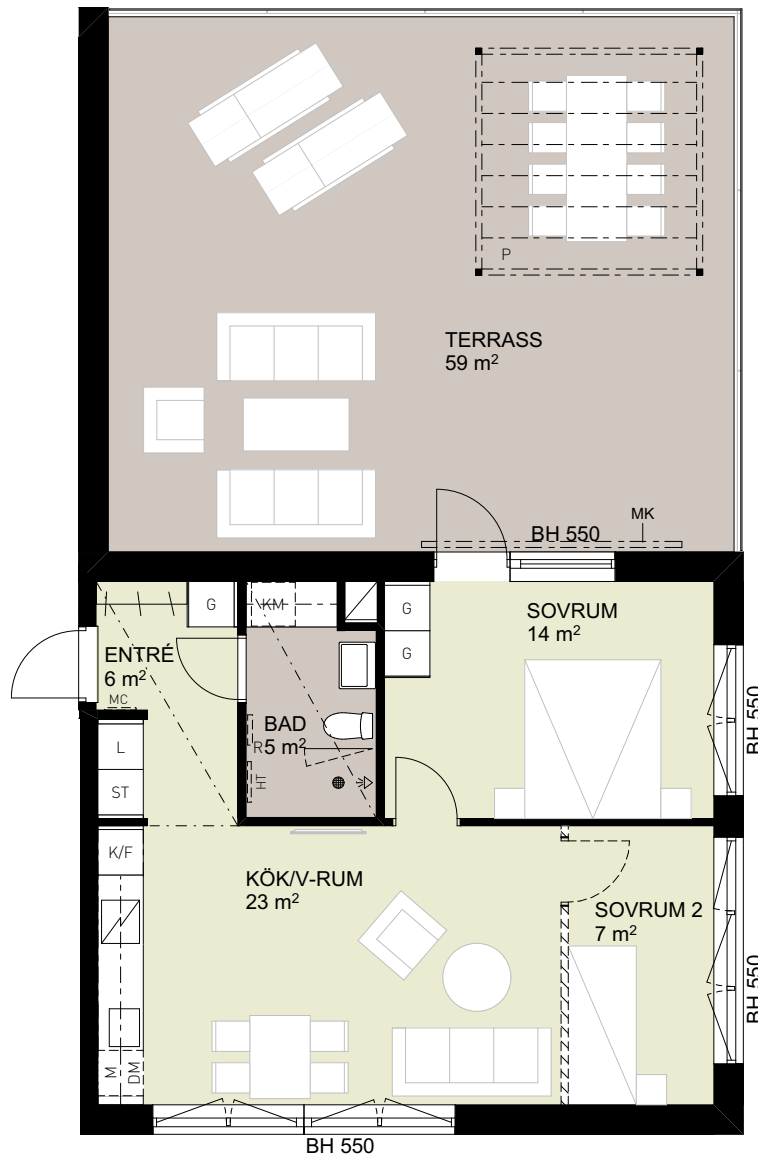 P
TERRASS
59 m²
MK
BH 550
G
KM
G
SOVRUM
14 m²
ENTRÉ
6 m²
G
MC
BH 550
BAD
5 m²
R
L
HT
ST
K/F
KÖK/V-RUM
23 m²
SOVRUM 2
7 m²
BH 550
M
DM
BH 550